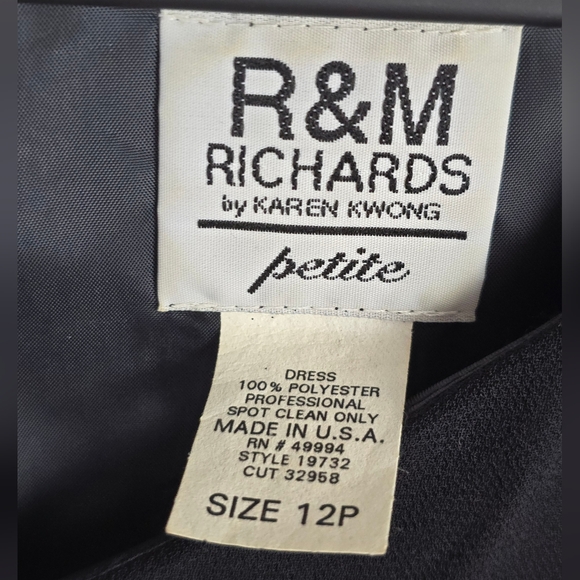 R&M
RICHARDS
by KAREN KWONG
petite
DRESS
100% POLYESTER
PROFESSIONAL
SPOT CLEAN ONLY
MADE IN U.S.A.
RN # 49994
STYLE 19732
CUT 32958
SIZE 12P